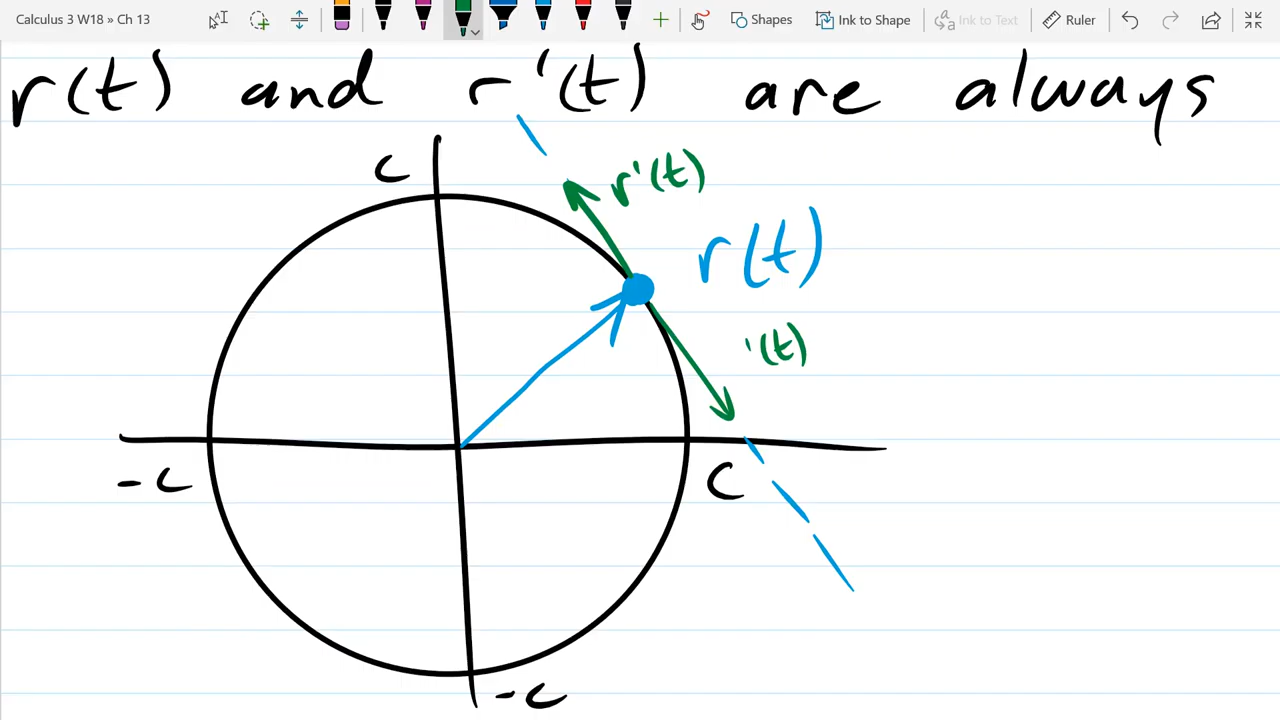 Calculus 3 W18 » Ch 13
Shapes
Ink to Shape
Ink to Text
Ruler
r(t) and r'(t) are always
c
r'(t)
r(t)
'(t)
-c
c
-c